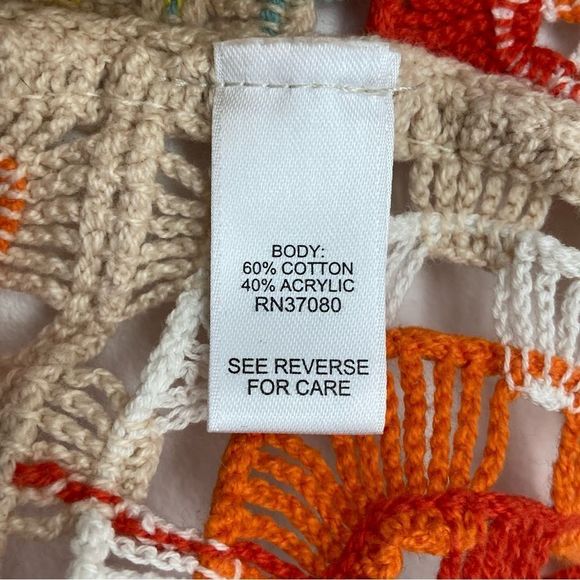 BODY:
60% COTTON
40% ACRYLIC
RN37080
SEE REVERSE
FOR CARE